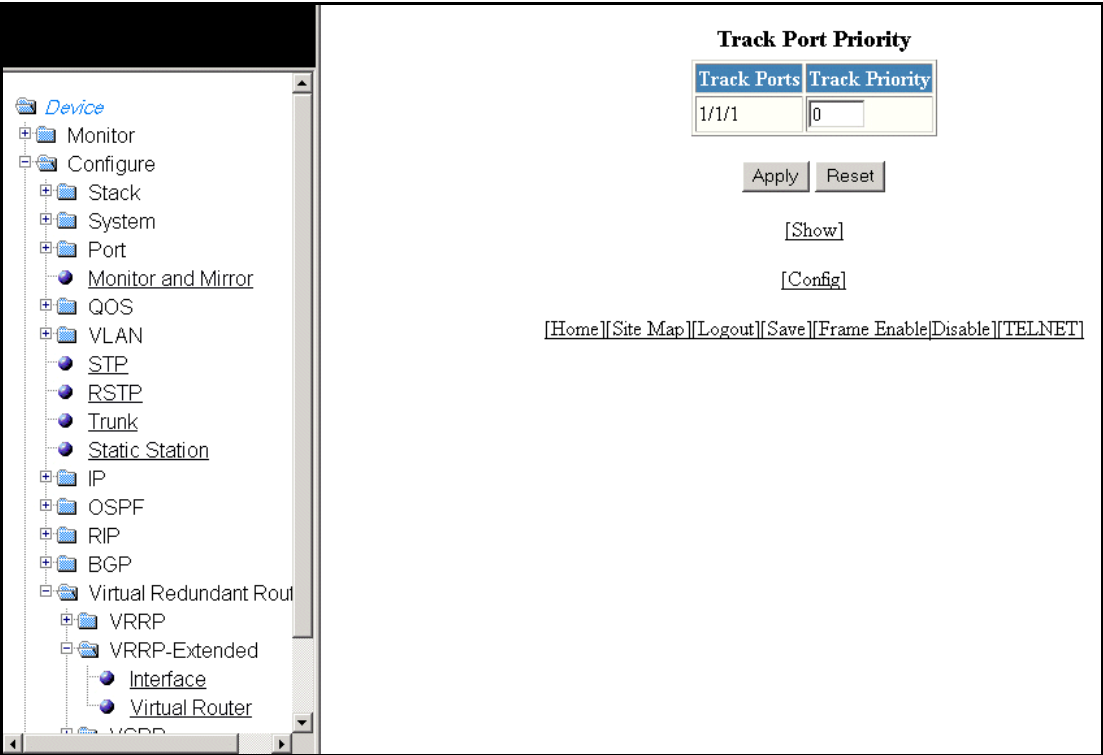 Device
Monitor
Configure
Stack
System
Port
Monitor and Mirror
QOS
VLAN
STP
RSTP
Trunk
Static Station
IP
OSPF
RIP
BGP
Virtual Redundant Rout
VRRP
VRRP-Extended
Interface
Virtual Router
Track Port Priority
Track Ports Track Priority
1/1/1 0
Apply Reset
[Show]
[Config]
[Home][Site Map][Logout][Save][Frame Enable|Disable][TELNET]